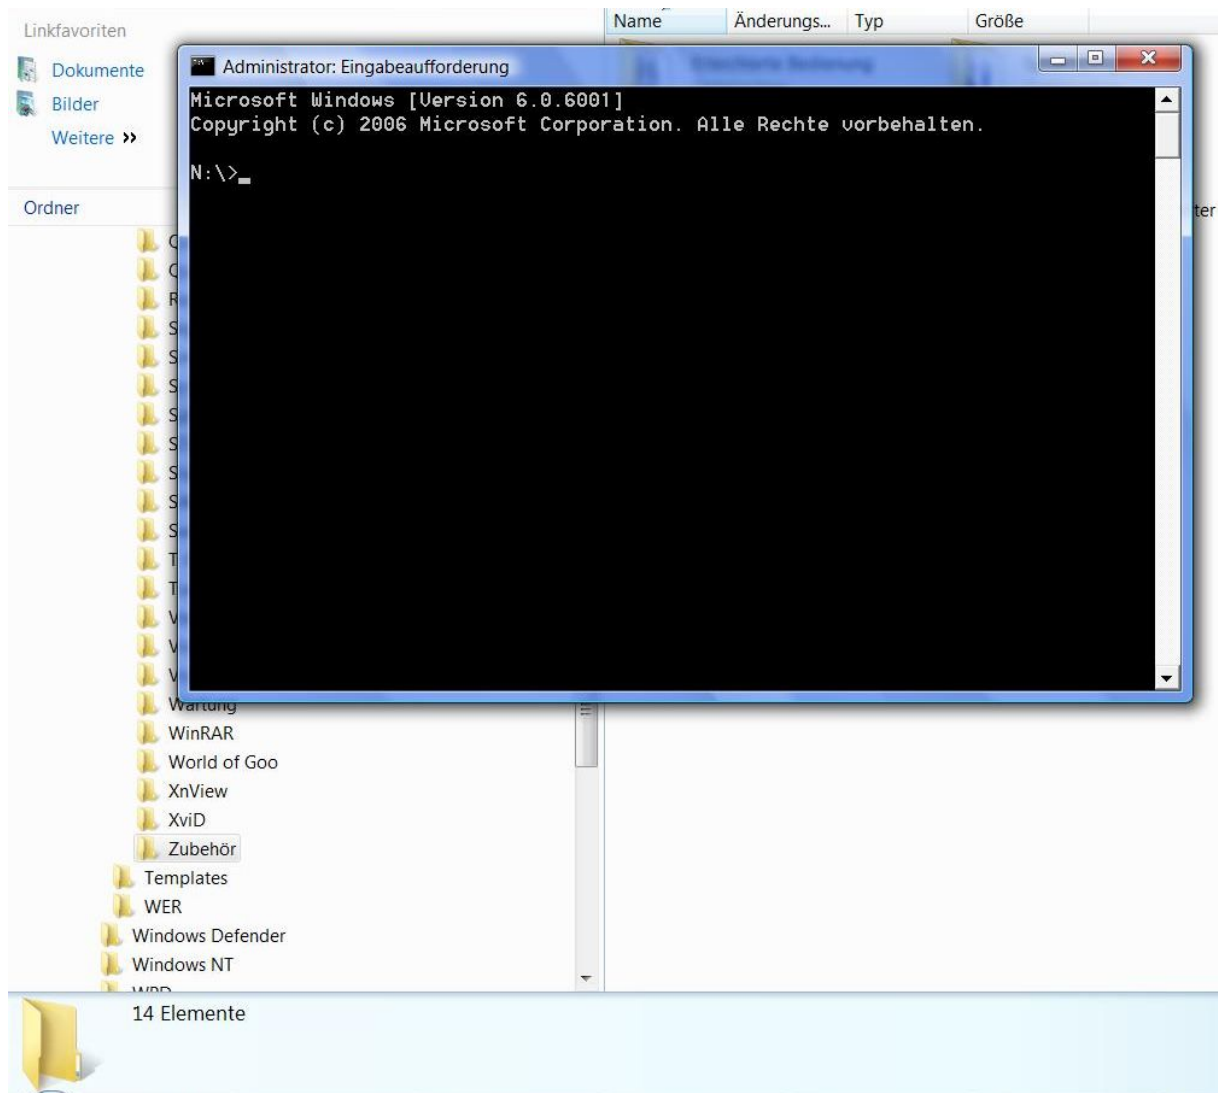 Linkfavoriten
Dokumente
Bilder
Weitere »
Name Änderungs... Typ Größe
Administrator: Eingabeaufforderung
Microsoft Windows [Version 6.0.6001]
Copyright (c) 2006 Microsoft Corporation. Alle Rechte vorbehalten.
N:\>_
Ordner
Wartung
WinRAR
World of Goo
XnView
XviD
Zubehör
Templates
WER
Windows Defender
Windows NT
14 Elemente